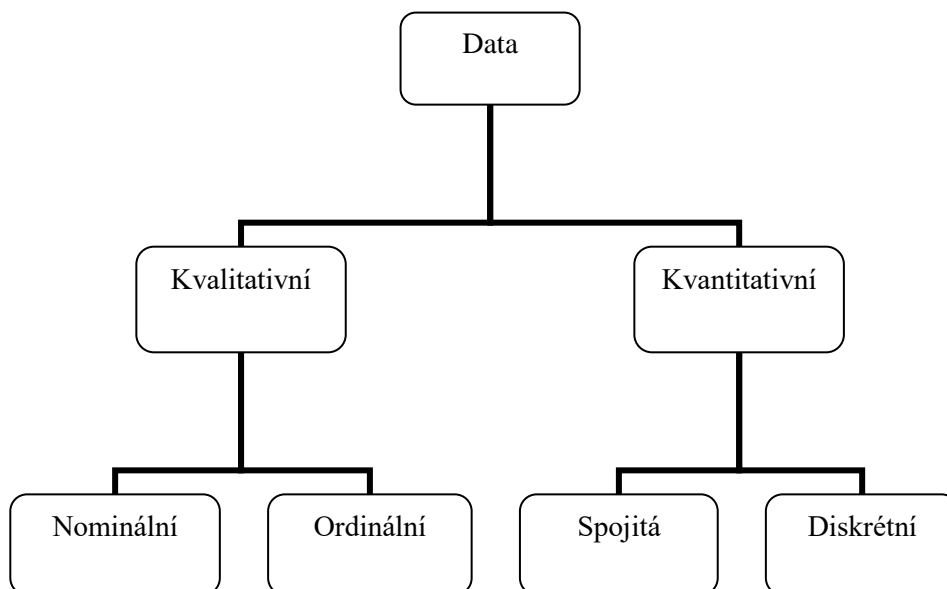 Data
Kvalitativní
Kvantitativní
Nominální
Ordinální
Spojitá
Diskrétní